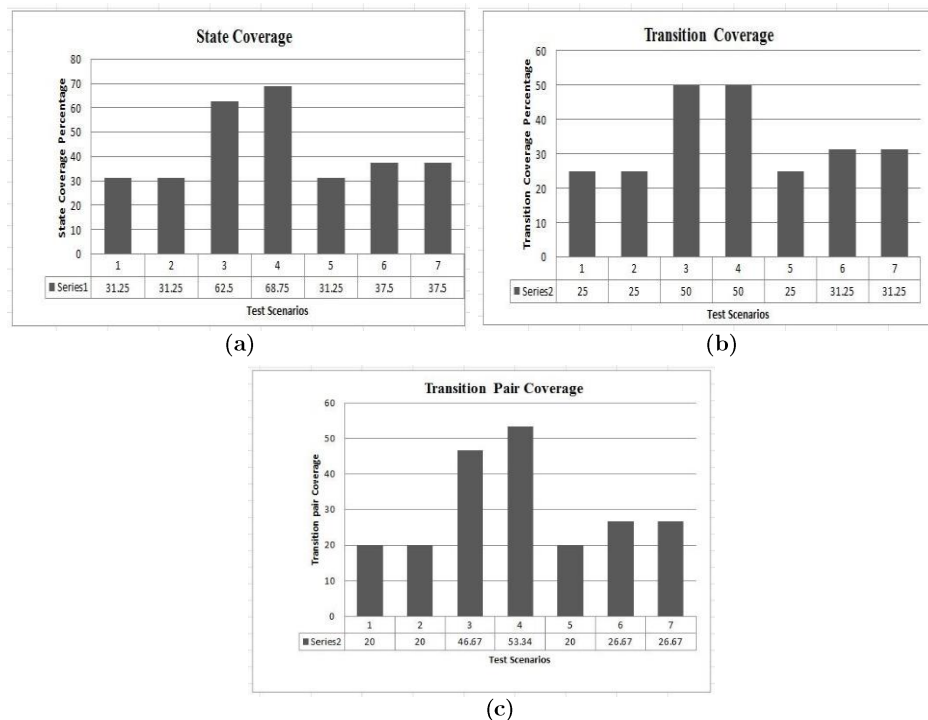 State Coverage
State Coverage Percentage
80
70
60
50
40
30
20
10
0
1 2 3 4 5 6 7
Series1 31.25 31.25 62.5 68.75 31.25 37.5 37.5
Test Scenarios
(a)
Transition Coverage
Transition Coverage Percentage
60
50
40
30
20
10
0
1 2 3 4 5 6 7
Series2 25 25 50 50 25 31.25 31.25
Test Scenarios
(b)
Transition Pair Coverage
Transition pair Coverage
60
50
40
30
20
10
0
1 2 3 4 5 6 7
Series2 20 20 46.67 53.34 20 26.67 26.67
Test Scenarios
(c)